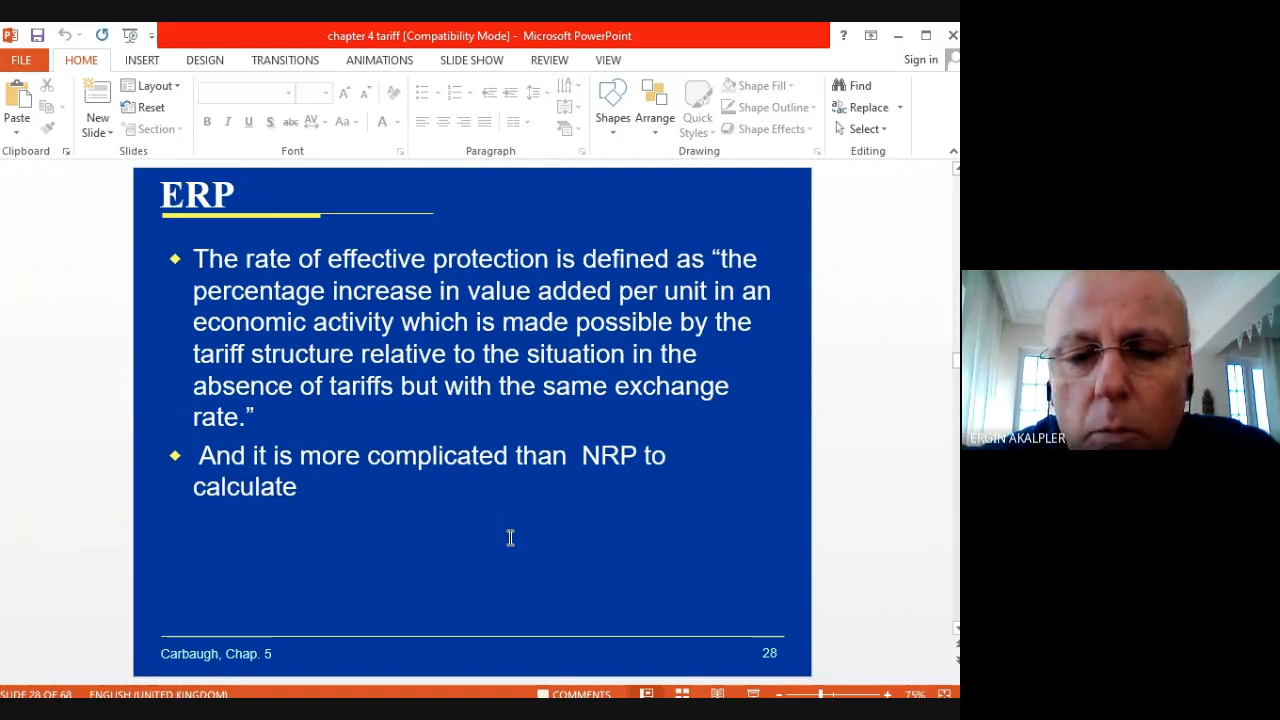 chapter 4 tariff [Compatibility Mode] - Microsoft PowerPoint
FILE HOME INSERT DESIGN TRANSITIONS ANIMATIONS SLIDE SHOW REVIEW VIEW Sign in
Paste
Clipboard
New
Slide
Layout
Reset
Section
Slides
B I U S abc AV Aa A
Font
Paragraph
Shapes
Arrange
Quick
Styles
Shape Fill
Shape Outline
Shape Effects
Drawing
Find
Replace
Select
Editing
ERP
The rate of effective protection is defined as “the
percentage increase in value added per unit in an
economic activity which is made possible by the
tariff structure relative to the situation in the
absence of tariffs but with the same exchange
rate.”
And it is more complicated than NRP to
calculate
Carbaugh, Chap. 5
28
SLIDE 28 OF 68 ENGLISH (UNITED KINGDOM) COMMENTS 75%
ERGIN AKALPLER